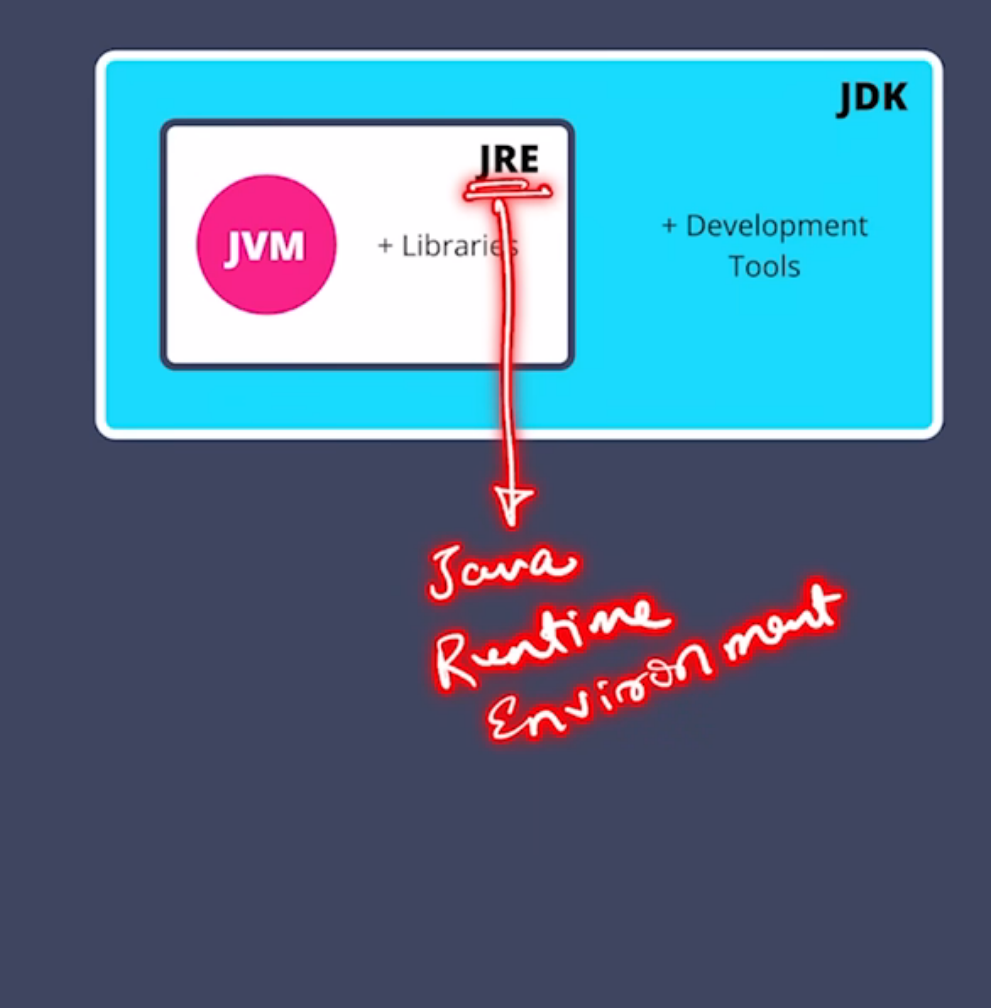 JDK
JRE
JVM
+ Libraries
+ Development
Tools
Java
Runtime
Environment